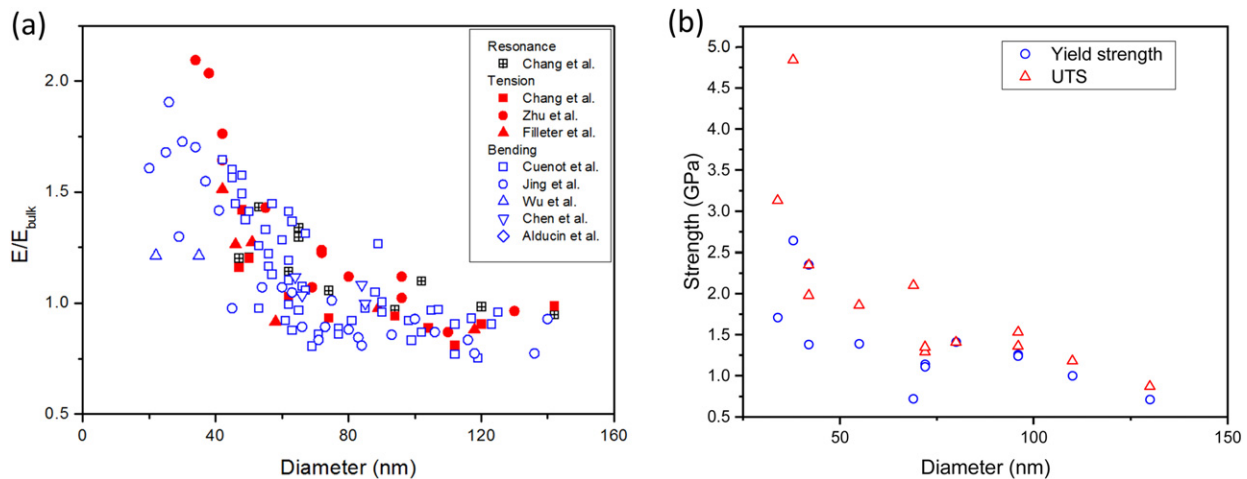 (a)
E/Ebulk
2.0
1.5
1.0
0.5
0
40
80
120
160
Diameter (nm)
Resonance
Chang et al.
Tension
Chang et al.
Zhu et al.
Filleter et al.
Bending
Cuenot et al.
Jing et al.
Wu et al.
Chen et al.
Alducin et al.
(b)
Strength (GPa)
5.0
4.5
4.0
3.5
3.0
2.5
2.0
1.5
1.0
0.5
50
100
150
Diameter (nm)
Yield strength
UTS